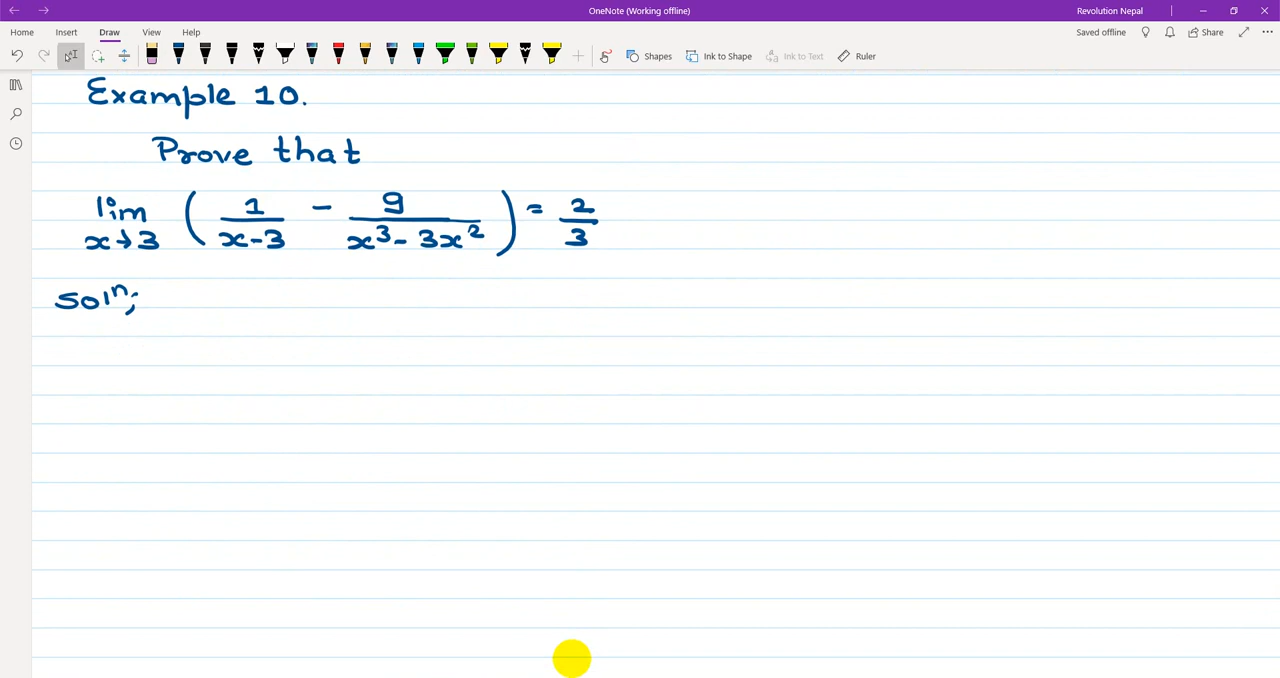 OneNote (Working offline)
Revolution Nepal
Home Insert Draw View Help
Saved offline Share
Shapes Ink to Shape Ink to Text Ruler
Example 10.
Prove that
lim x→3 ( 1/(x-3) - 9/(x³-3x²) ) = 2/3
Solⁿ;